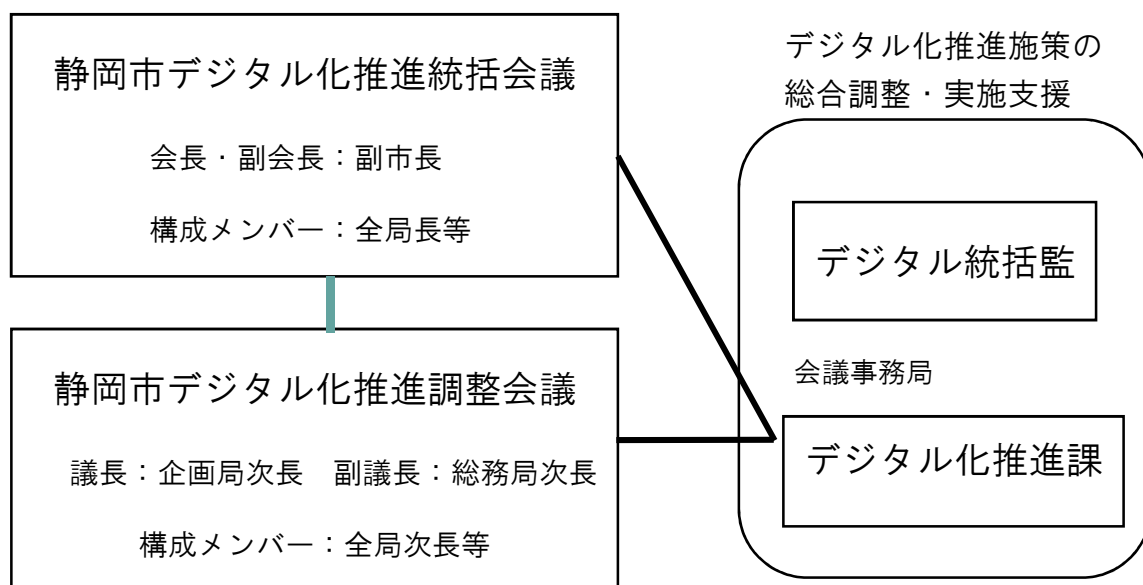 静岡市デジタル化推進統括会議
会長・副会長：副市長
構成メンバー：全局長等
静岡市デジタル化推進調整会議
議長：企画局次長　副議長：総務局次長
構成メンバー：全局次長等
デジタル化推進施策の
総合調整・実施支援
デジタル統括監
会議事務局
デジタル化推進課